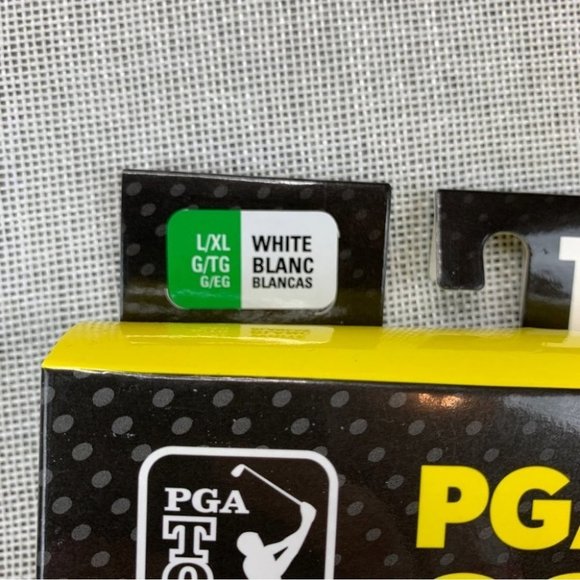 L/XL
G/TG
G/EG
WHITE
BLANC
BLANCAS
PGA
PGA